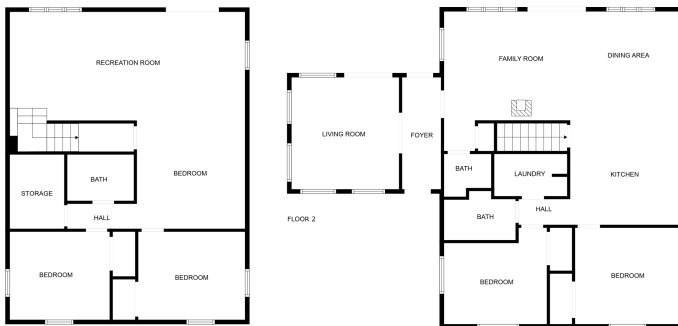 RECREATION ROOM
BATH
STORAGE
BEDROOM
HALL
BEDROOM
BEDROOM
LIVING ROOM
FOYER
FLOOR 2
FAMILY ROOM
DINING AREA
BATH
LAUNDRY
KITCHEN
BATH
HALL
BEDROOM
BEDROOM